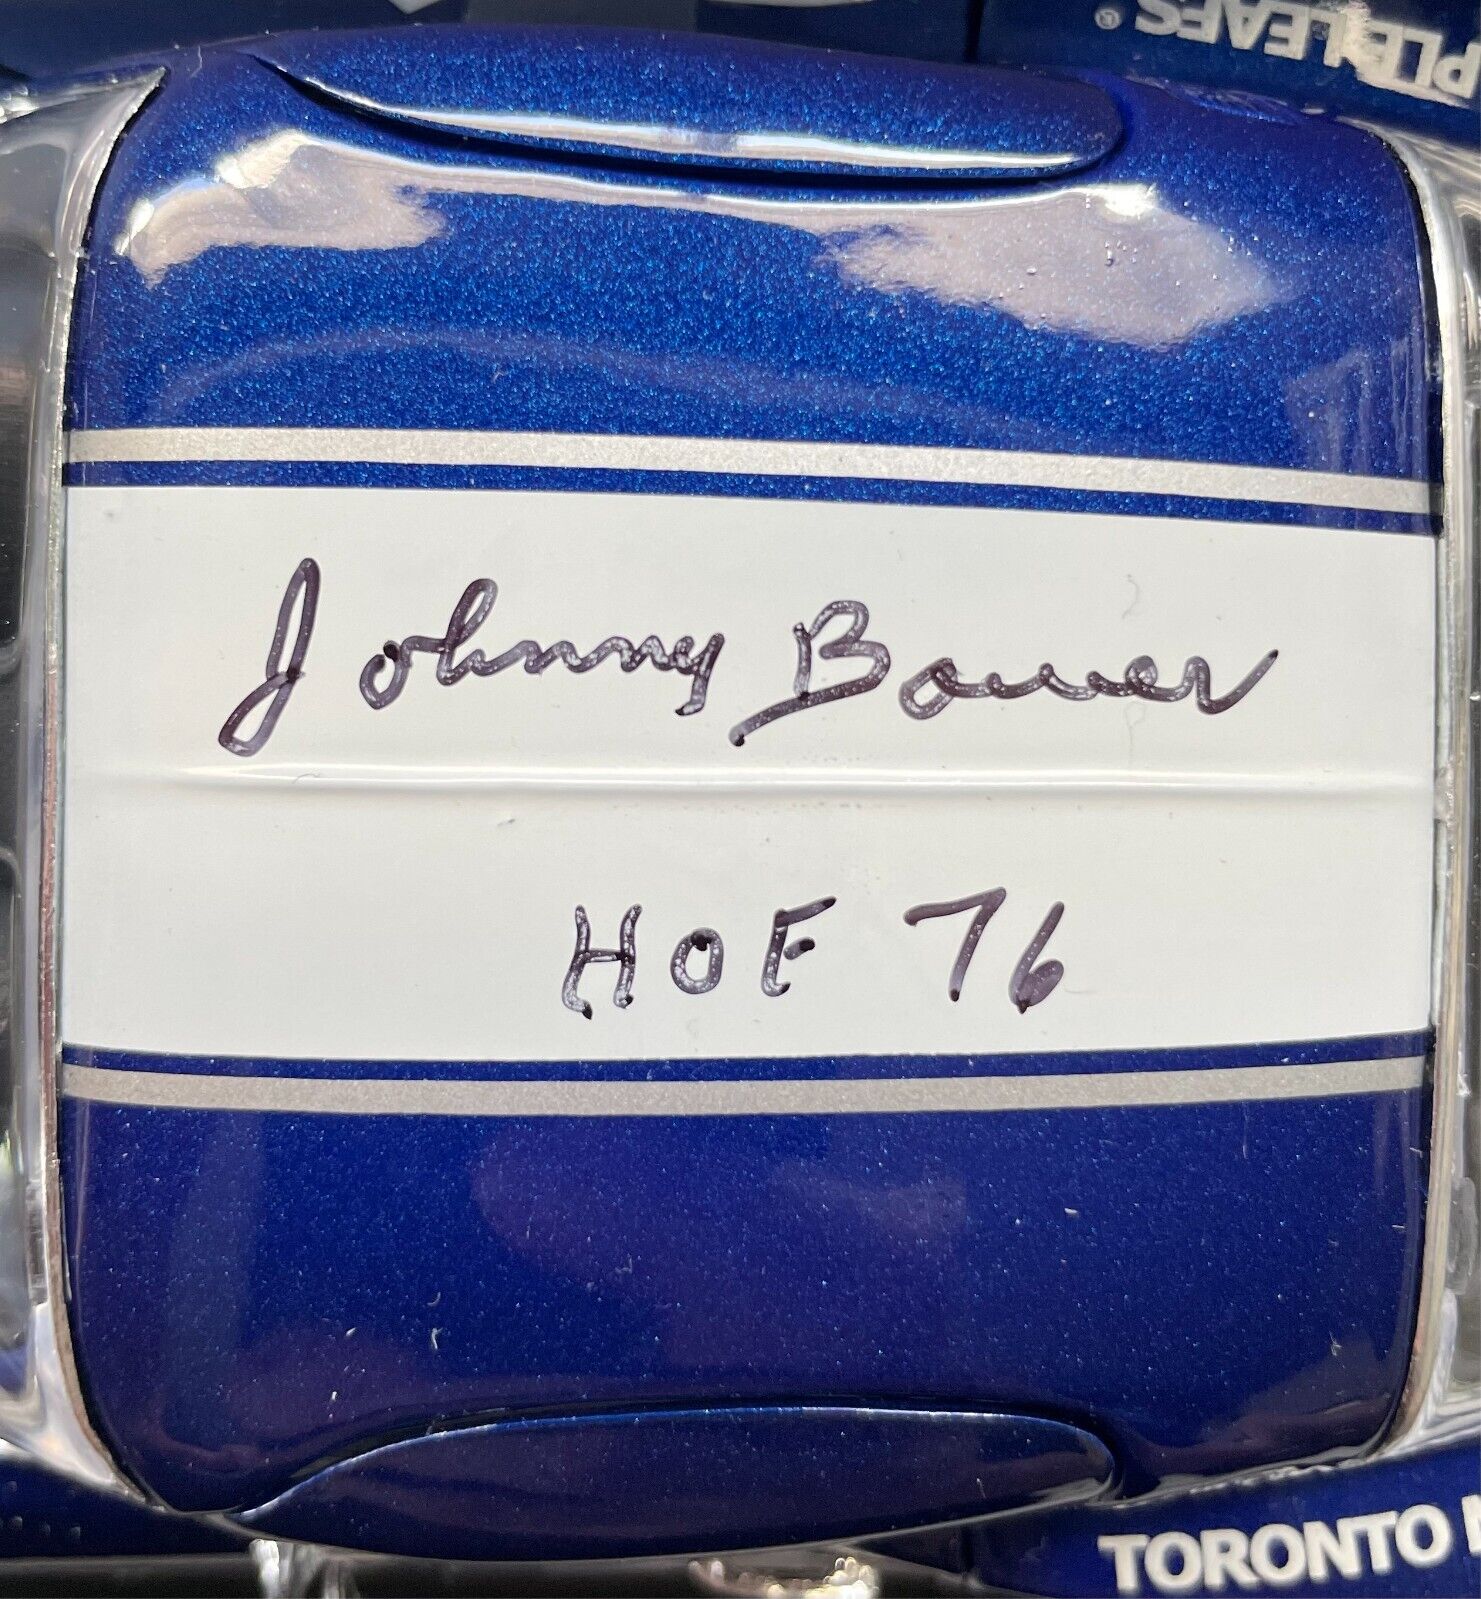 PLE LEAFS ®
Johnny Bower
HOF 76
TORONTO